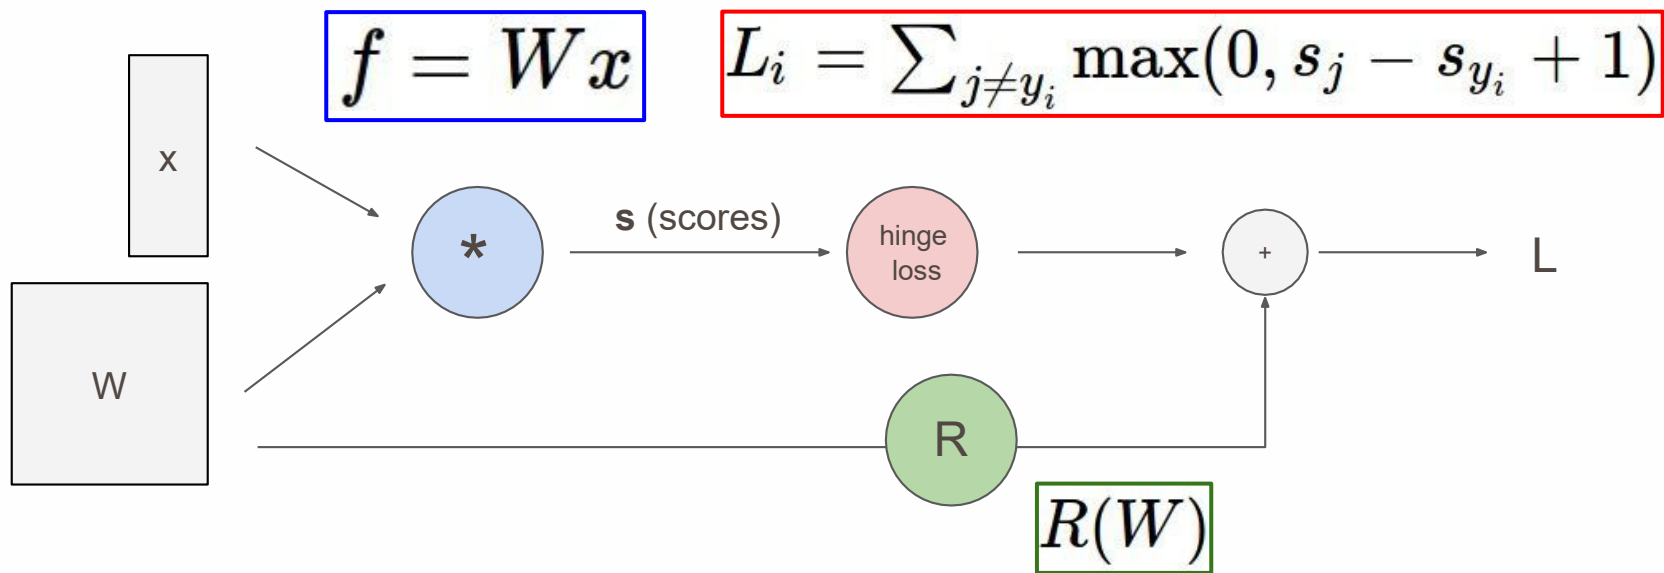 f = Wx
L_i = ∑_{j≠y_i} max(0, s_j − s_{y_i} + 1)
x
*
s (scores)
hinge
loss
+
L
W
R
R(W)